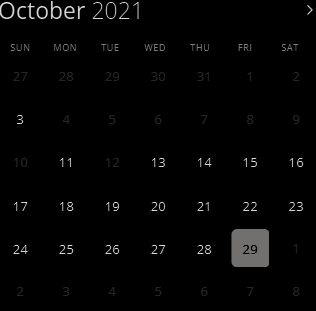 October 2021
SUN MON TUE WED THU FRI SAT
27 28 29 30 31 1 2
3 4 5 6 7 8 9
10 11 12 13 14 15 16
17 18 19 20 21 22 23
24 25 26 27 28 29 1
2 3 4 5 6 7 8